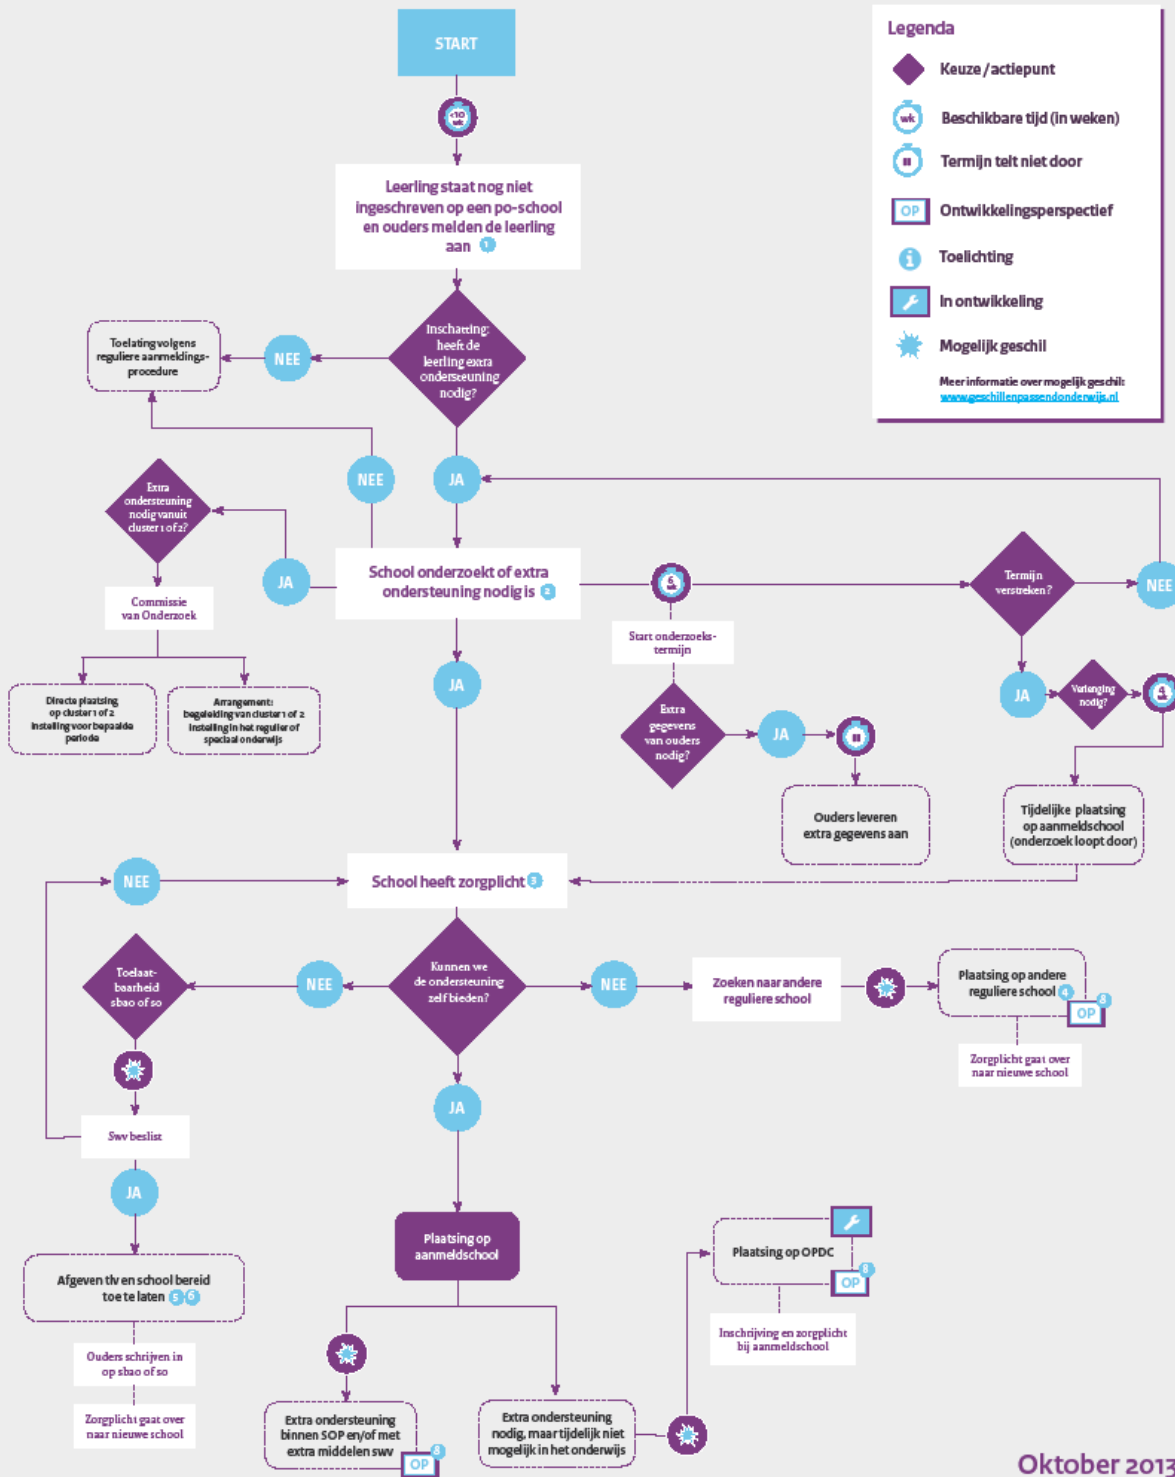 START
Legenda
Keuze/actiepunt
wk
Beschikbare tijd (in weken)
Termijn telt niet door
OP
Ontwikkelingsperspectief
i
Toelichting
In ontwikkeling
Mogelijk geschil
Meer informatie over mogelijk geschil:
www.geschillenpassendonderwijs.nl
<10
wk
Leerling staat nog niet
ingeschreven op een po-school
en ouders melden de leerling
aan 1
Inschatting:
heeft de
leerling extra
ondersteuning
nodig?
NEE
Toelating volgens
reguliere aanmeldings-
procedure
NEE
JA
Extra
ondersteuning
nodig vanuit
cluster 1 of 2?
JA
Commissie
van Onderzoek
Directe plaatsing
op cluster 1 of 2
instelling voor bepaalde
periode
Arrangement:
begeleiding van cluster 1 of 2
instelling in het regulier of
speciaal onderwijs
School onderzoekt of extra
ondersteuning nodig is 2
6
wk
Termijn
verstreken?
NEE
Start onderzoeks-
termijn
JA
JA
Verlenging
nodig?
4
wk
Extra
gegevens
van ouders
nodig?
JA
Ouders leveren
extra gegevens aan
Tijdelijke plaatsing
op aanmeldschool
(onderzoek loopt door)
NEE
School heeft zorgplicht 3
Toelaat-
baarheid
sbao of so
NEE
Kunnen we
de ondersteuning
zelf bieden?
NEE
Zoeken naar andere
reguliere school
Plaatsing op andere
reguliere school 4
8
OP
Zorgplicht gaat over
naar nieuwe school
Swv beslist
JA
JA
Afgeven tlv en school bereid
toe te laten 5 6
Ouders schrijven in
op sbao of so
Zorgplicht gaat over
naar nieuwe school
Plaatsing op
aanmeldschool
Plaatsing op OPDC
8
OP
Inschrijving en zorgplicht
bij aanmeldschool
Extra ondersteuning
binnen SOP en/of met
extra middelen swv
8
OP
Extra ondersteuning
nodig, maar tijdelijk niet
mogelijk in het onderwijs
Oktober 2013